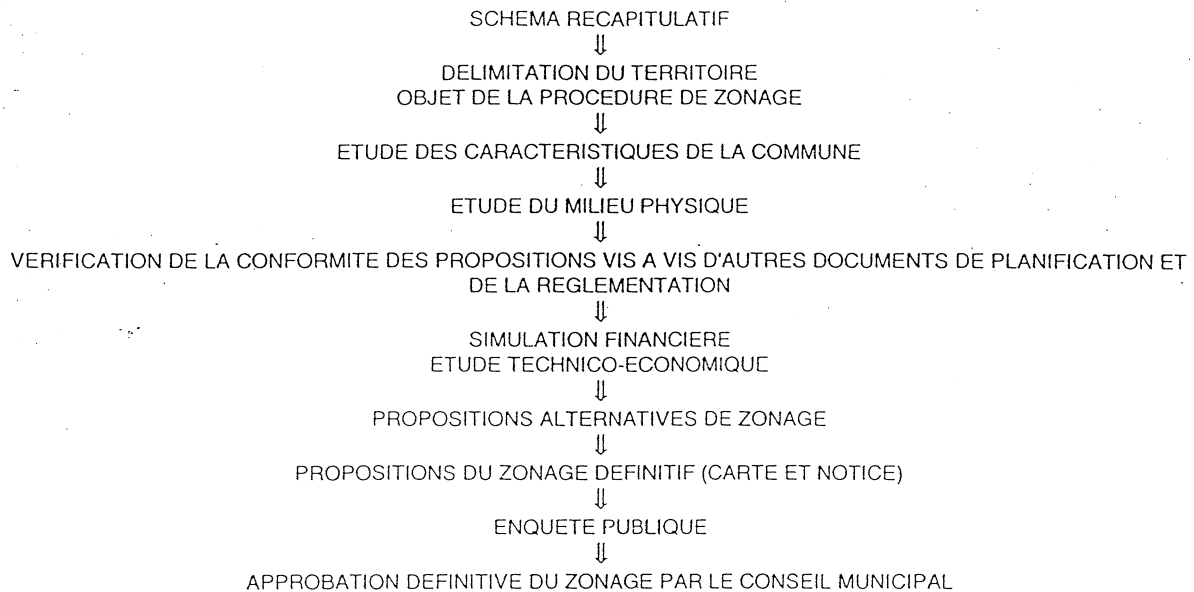 SCHEMA RECAPITULATIF
⇓
DELIMITATION DU TERRITOIRE
OBJET DE LA PROCEDURE DE ZONAGE
⇓
ETUDE DES CARACTERISTIQUES DE LA COMMUNE
⇓
ETUDE DU MILIEU PHYSIQUE
⇓
VERIFICATION DE LA CONFORMITE DES PROPOSITIONS VIS A VIS D'AUTRES DOCUMENTS DE PLANIFICATION ET
DE LA REGLEMENTATION
⇓
SIMULATION FINANCIERE
ETUDE TECHNICO-ECONOMIQUE
⇓
PROPOSITIONS ALTERNATIVES DE ZONAGE
⇓
PROPOSITIONS DU ZONAGE DEFINITIF (CARTE ET NOTICE)
⇓
ENQUETE PUBLIQUE
⇓
APPROBATION DEFINITIVE DU ZONAGE PAR LE CONSEIL MUNICIPAL